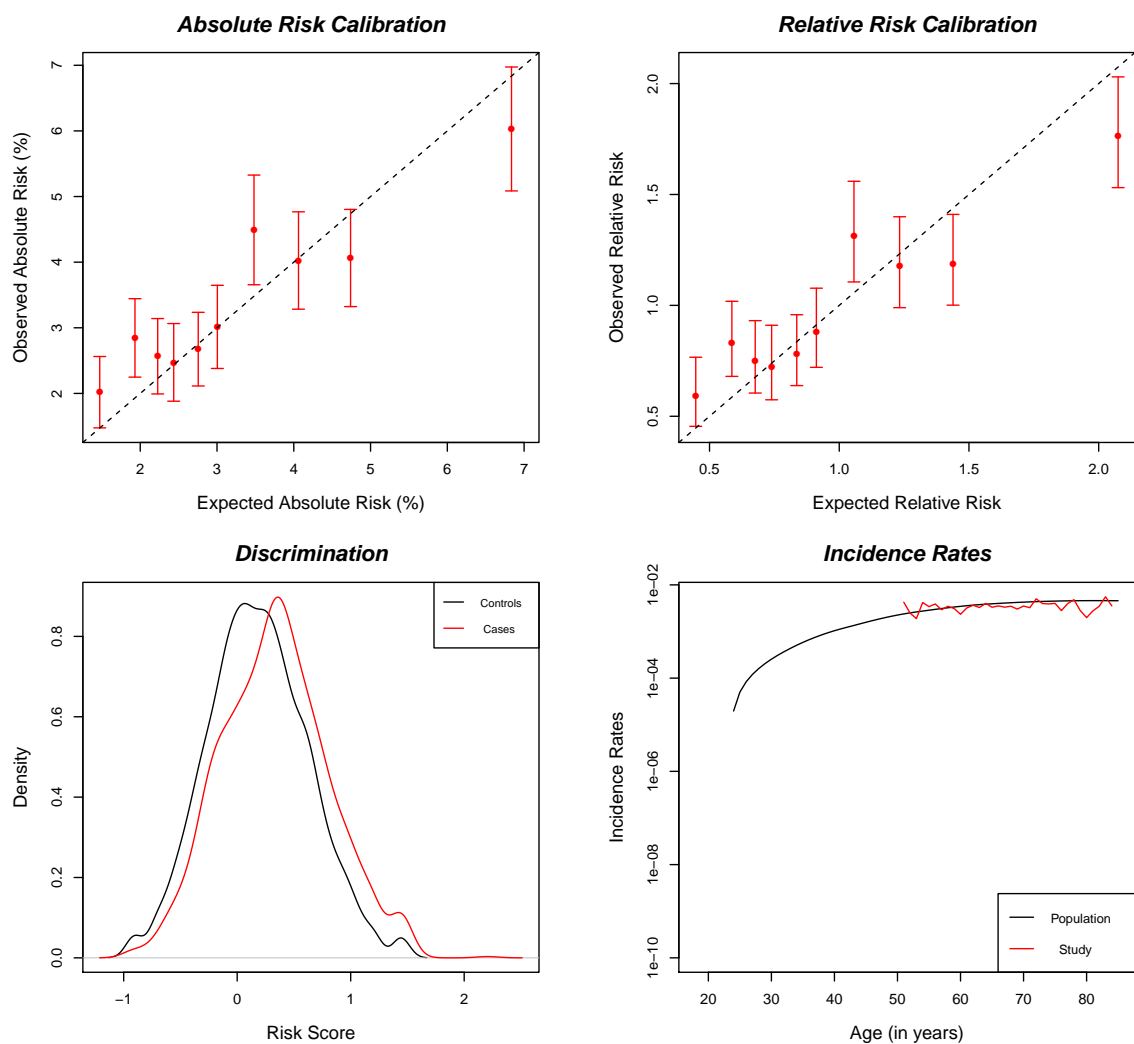 Absolute Risk Calibration
Observed Absolute Risk (%)
7
6
5
4
3
2
2 3 4 5 6 7
Expected Absolute Risk (%)
Relative Risk Calibration
Observed Relative Risk
2.0
1.5
1.0
0.5
0.5 1.0 1.5 2.0
Expected Relative Risk
Discrimination
Density
0.8
0.6
0.4
0.2
0.0
Controls
Cases
−1 0 1 2
Risk Score
Incidence Rates
Incidence Rates
1e−02
1e−04
1e−06
1e−08
1e−10
Population
Study
20 30 40 50 60 70 80
Age (in years)